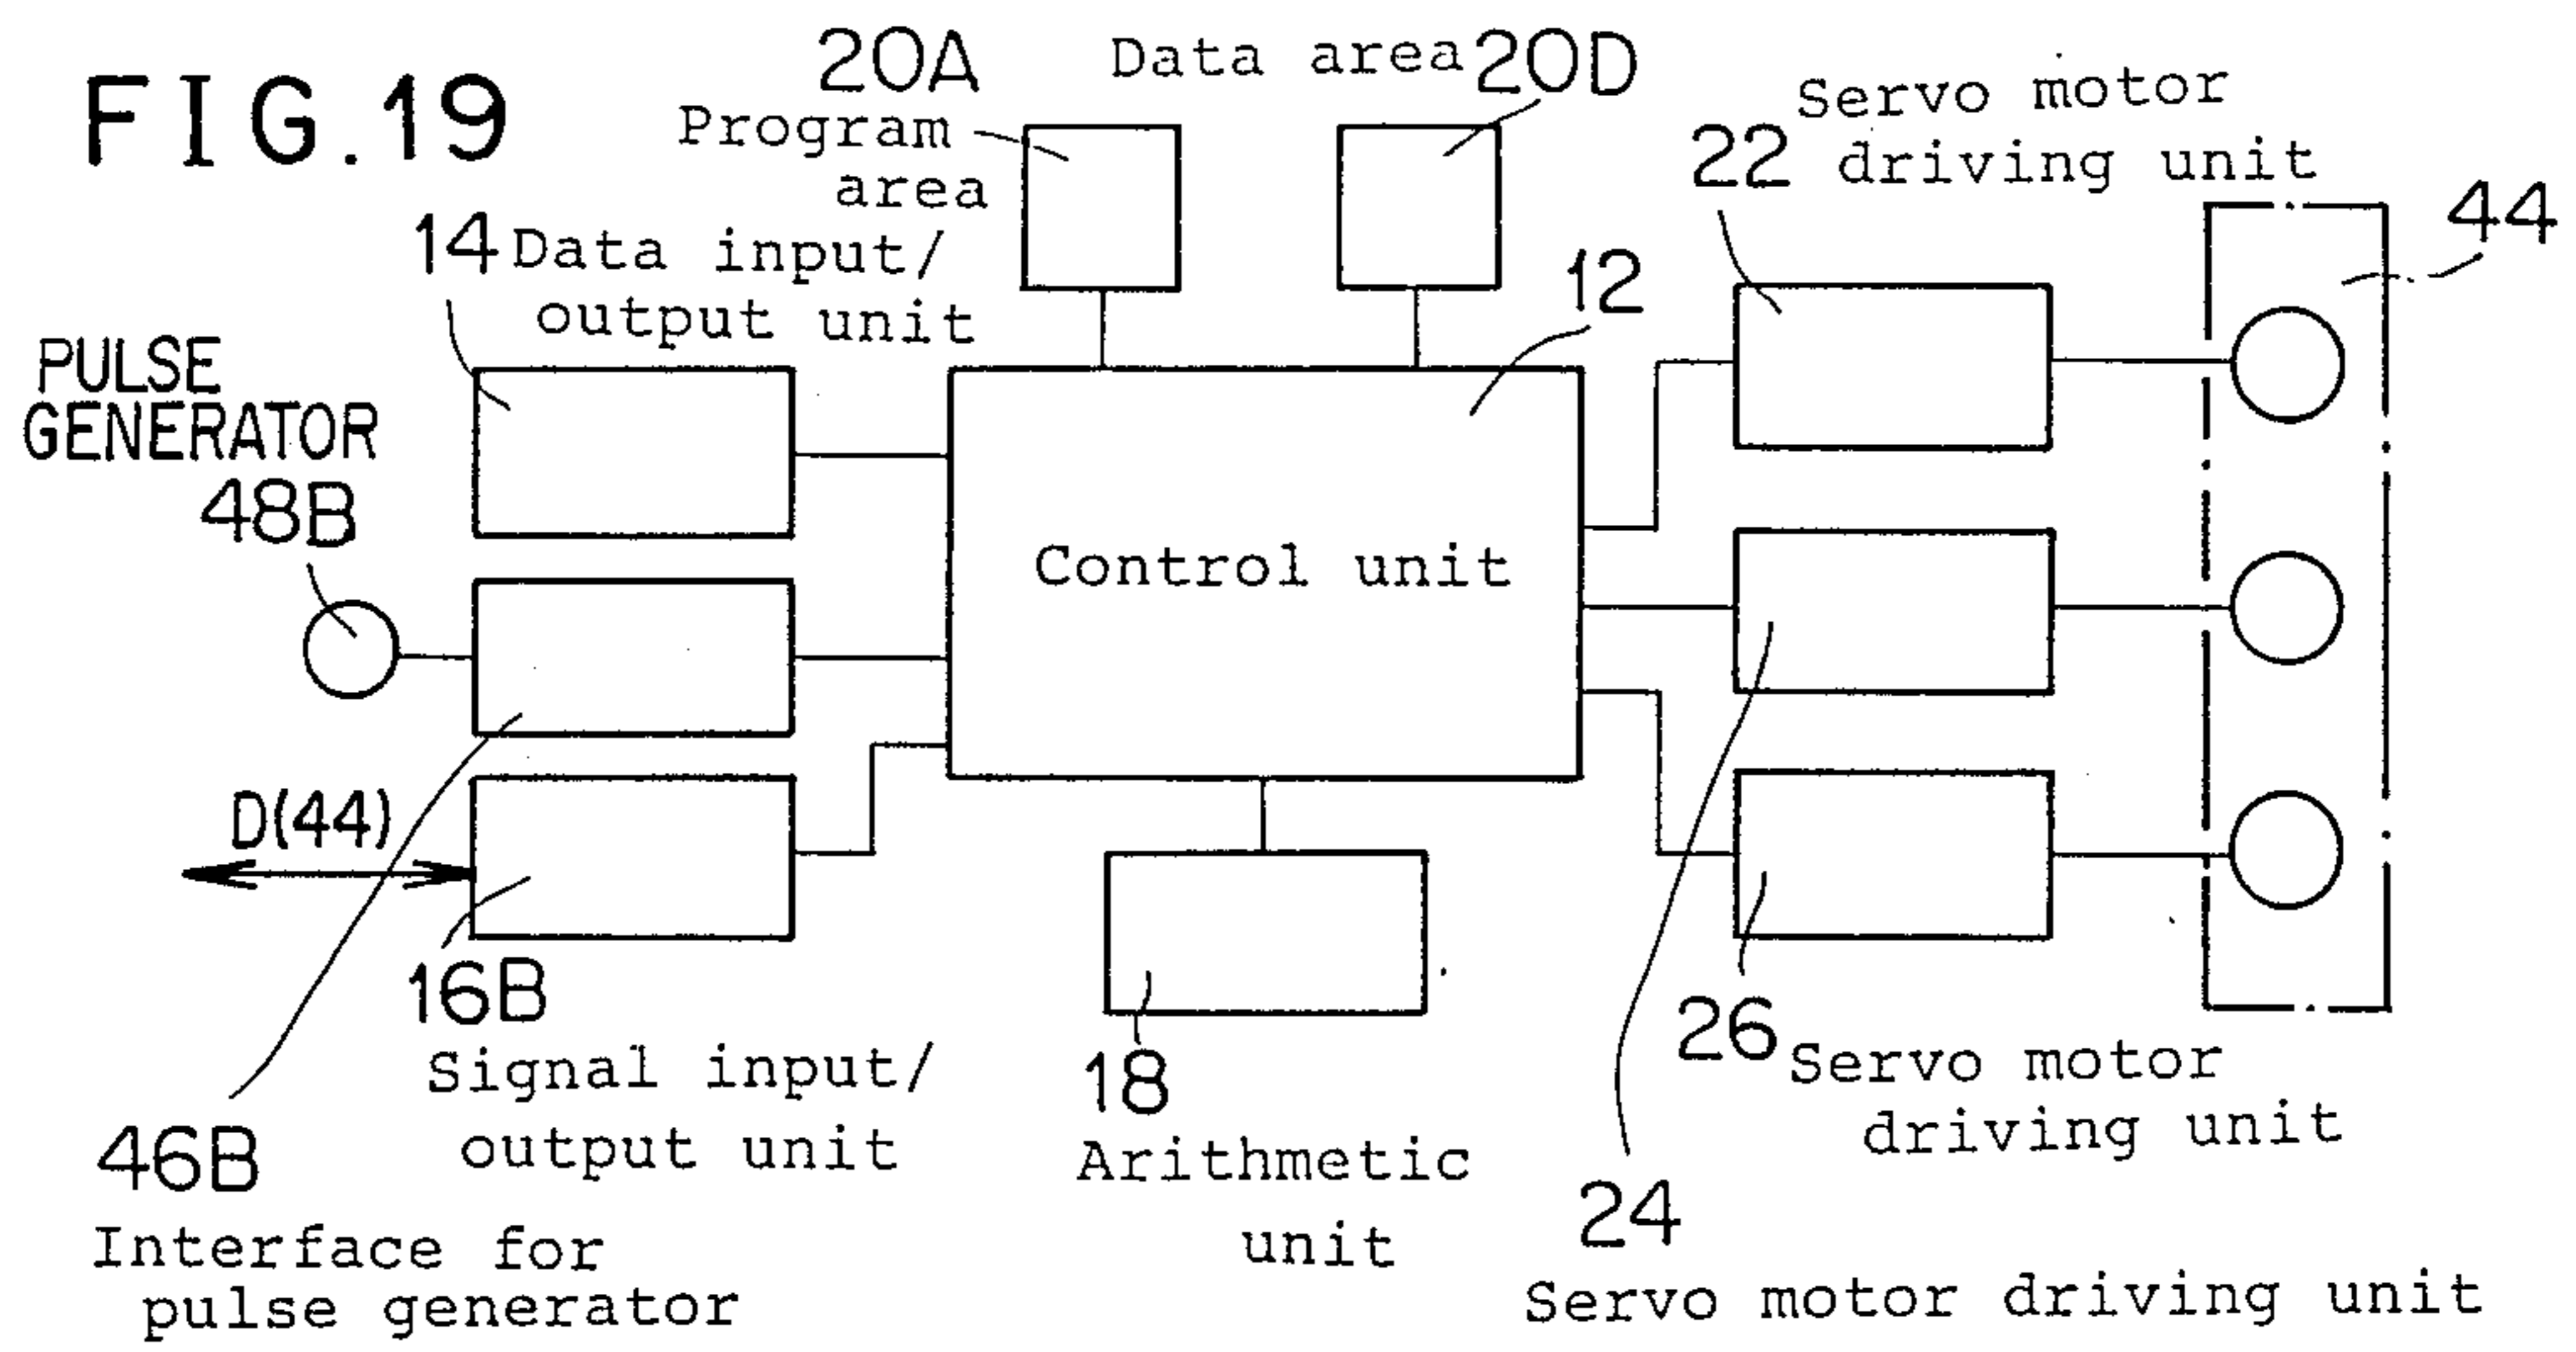 FIG.19
20A
Program
area
Data area 20D
Servo motor
22 driving unit
44
14 Data input/
output unit
12
PULSE
GENERATOR
48B
Control unit
D(44)
16B
Signal input/
output unit
46B
Interface for
pulse generator
18
Arithmetic
unit
26 Servo motor
driving unit
24
Servo motor driving unit